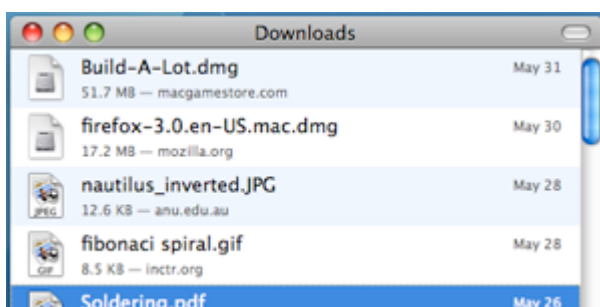 Downloads
Build-A-Lot.dmg May 31
51.7 MB — macgamestore.com
firefox-3.0.en-US.mac.dmg May 30
17.2 MB — mozilla.org
nautilus_inverted.JPG May 28
JPEG 12.6 KB — anu.edu.au
fibonaci spiral.gif May 28
GIF 8.5 KB — inctr.org
Soldering.pdf May 26